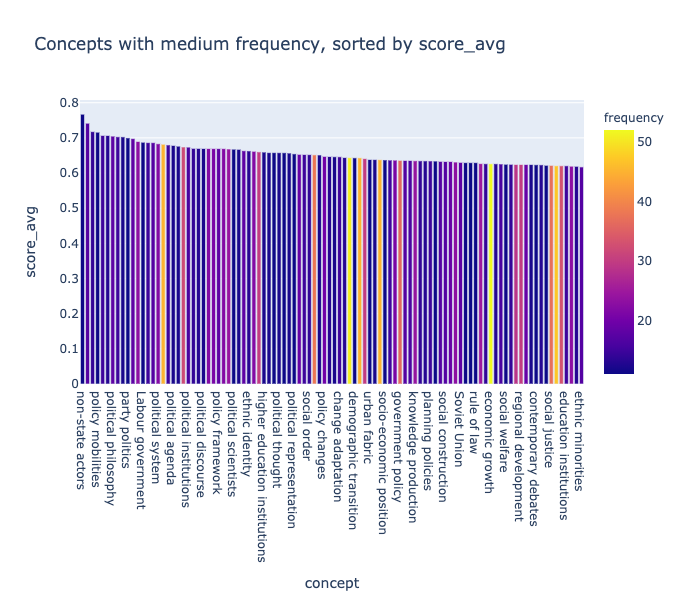 Concepts with medium frequency, sorted by score_avg
frequency
50
40
30
20
score_avg
0.8
0.7
0.6
0.5
0.4
0.3
0.2
0.1
0
non-state actors
policy mobilities
political philosophy
party politics
Labour government
political system
political agenda
political institutions
political discourse
policy framework
political scientists
ethnic identity
higher education institutions
political thought
political representation
social order
policy changes
change adaptation
demographic transition
urban fabric
socio-economic position
government policy
knowledge production
planning policies
social construction
Soviet Union
rule of law
economic growth
social welfare
regional development
contemporary debates
social justice
education institutions
ethnic minorities
concept